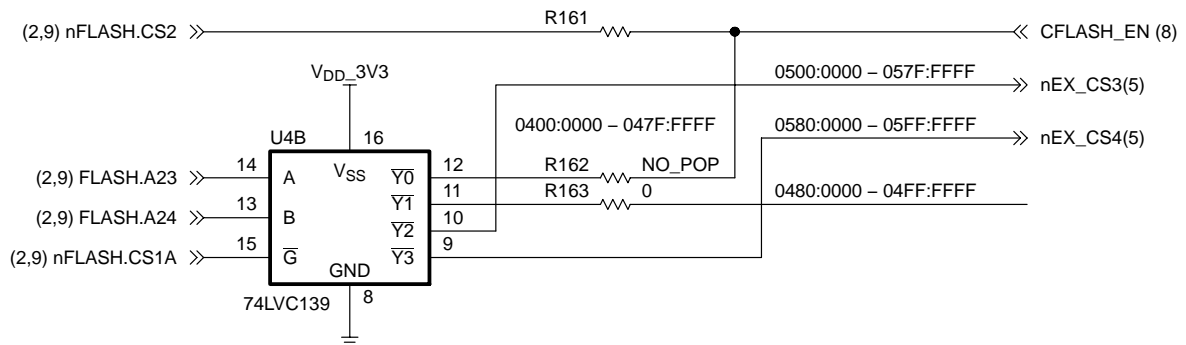 R161
(2,9) nFLASH.CS2
CFLASH_EN (8)
VDD_3V3
0500:0000 – 057F:FFFF
nEX_CS3(5)
0400:0000 – 047F:FFFF
0580:0000 – 05FF:FFFF
nEX_CS4(5)
U4B
16
VSS
14
(2,9) FLASH.A23
A
Y0
12
R162
NO_POP
11
R163
0
0480:0000 – 04FF:FFFF
13
(2,9) FLASH.A24
B
Y1
10
Y2
15
(2,9) nFLASH.CS1A
G
Y3
9
GND
74LVC139
8